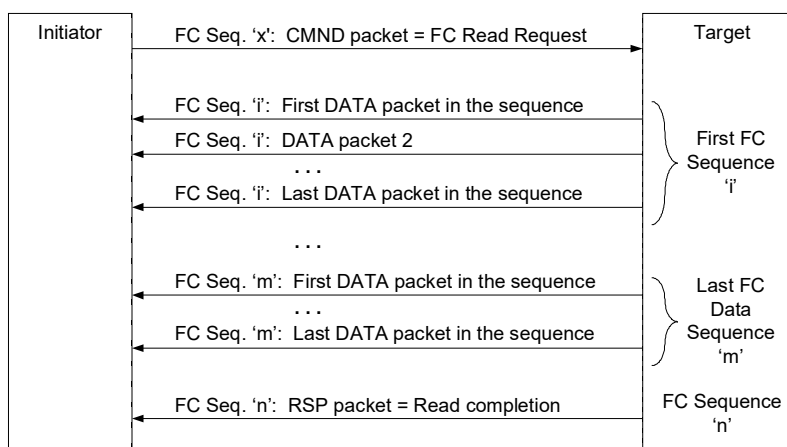 Initiator
FC Seq. ‘x': CMND packet = FC Read Request
Target
FC Seq. ‘i’: First DATA packet in the sequence
FC Seq. ‘i’: DATA packet 2
. . .
FC Seq. ‘i’: Last DATA packet in the sequence
First FC
Sequence
‘i’
. . .
FC Seq. ‘m’: First DATA packet in the sequence
. . .
FC Seq. ‘m’: Last DATA packet in the sequence
Last FC
Data
Sequence
‘m’
FC Seq. ‘n’: RSP packet = Read completion
FC Sequence
‘n’